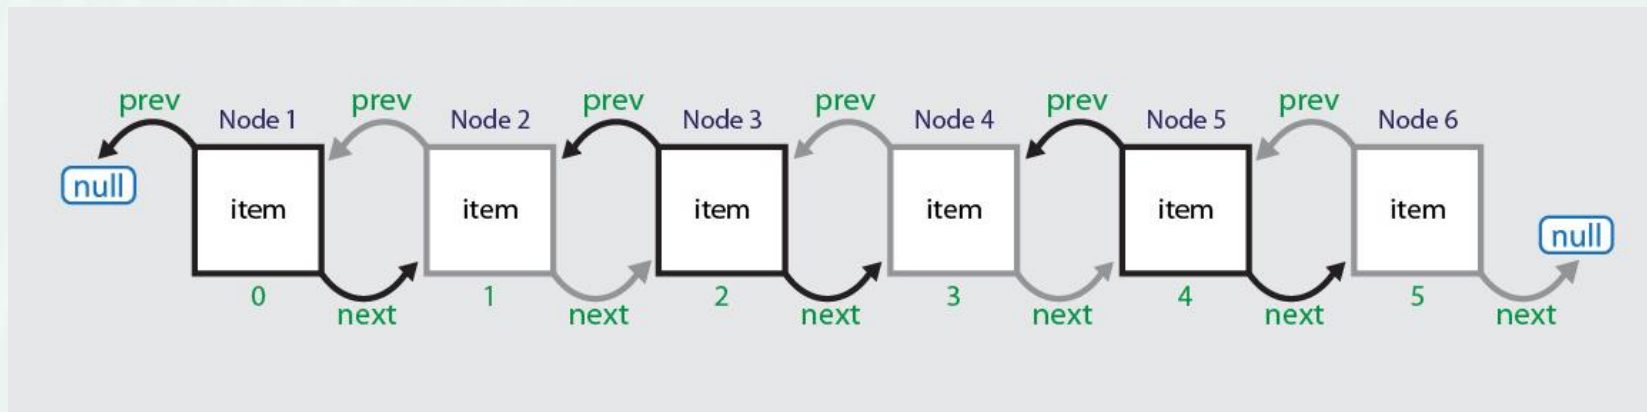 prev prev prev prev prev prev
Node 1 Node 2 Node 3 Node 4 Node 5 Node 6
null
item item item item item item
null
0 1 2 3 4 5
next next next next next next